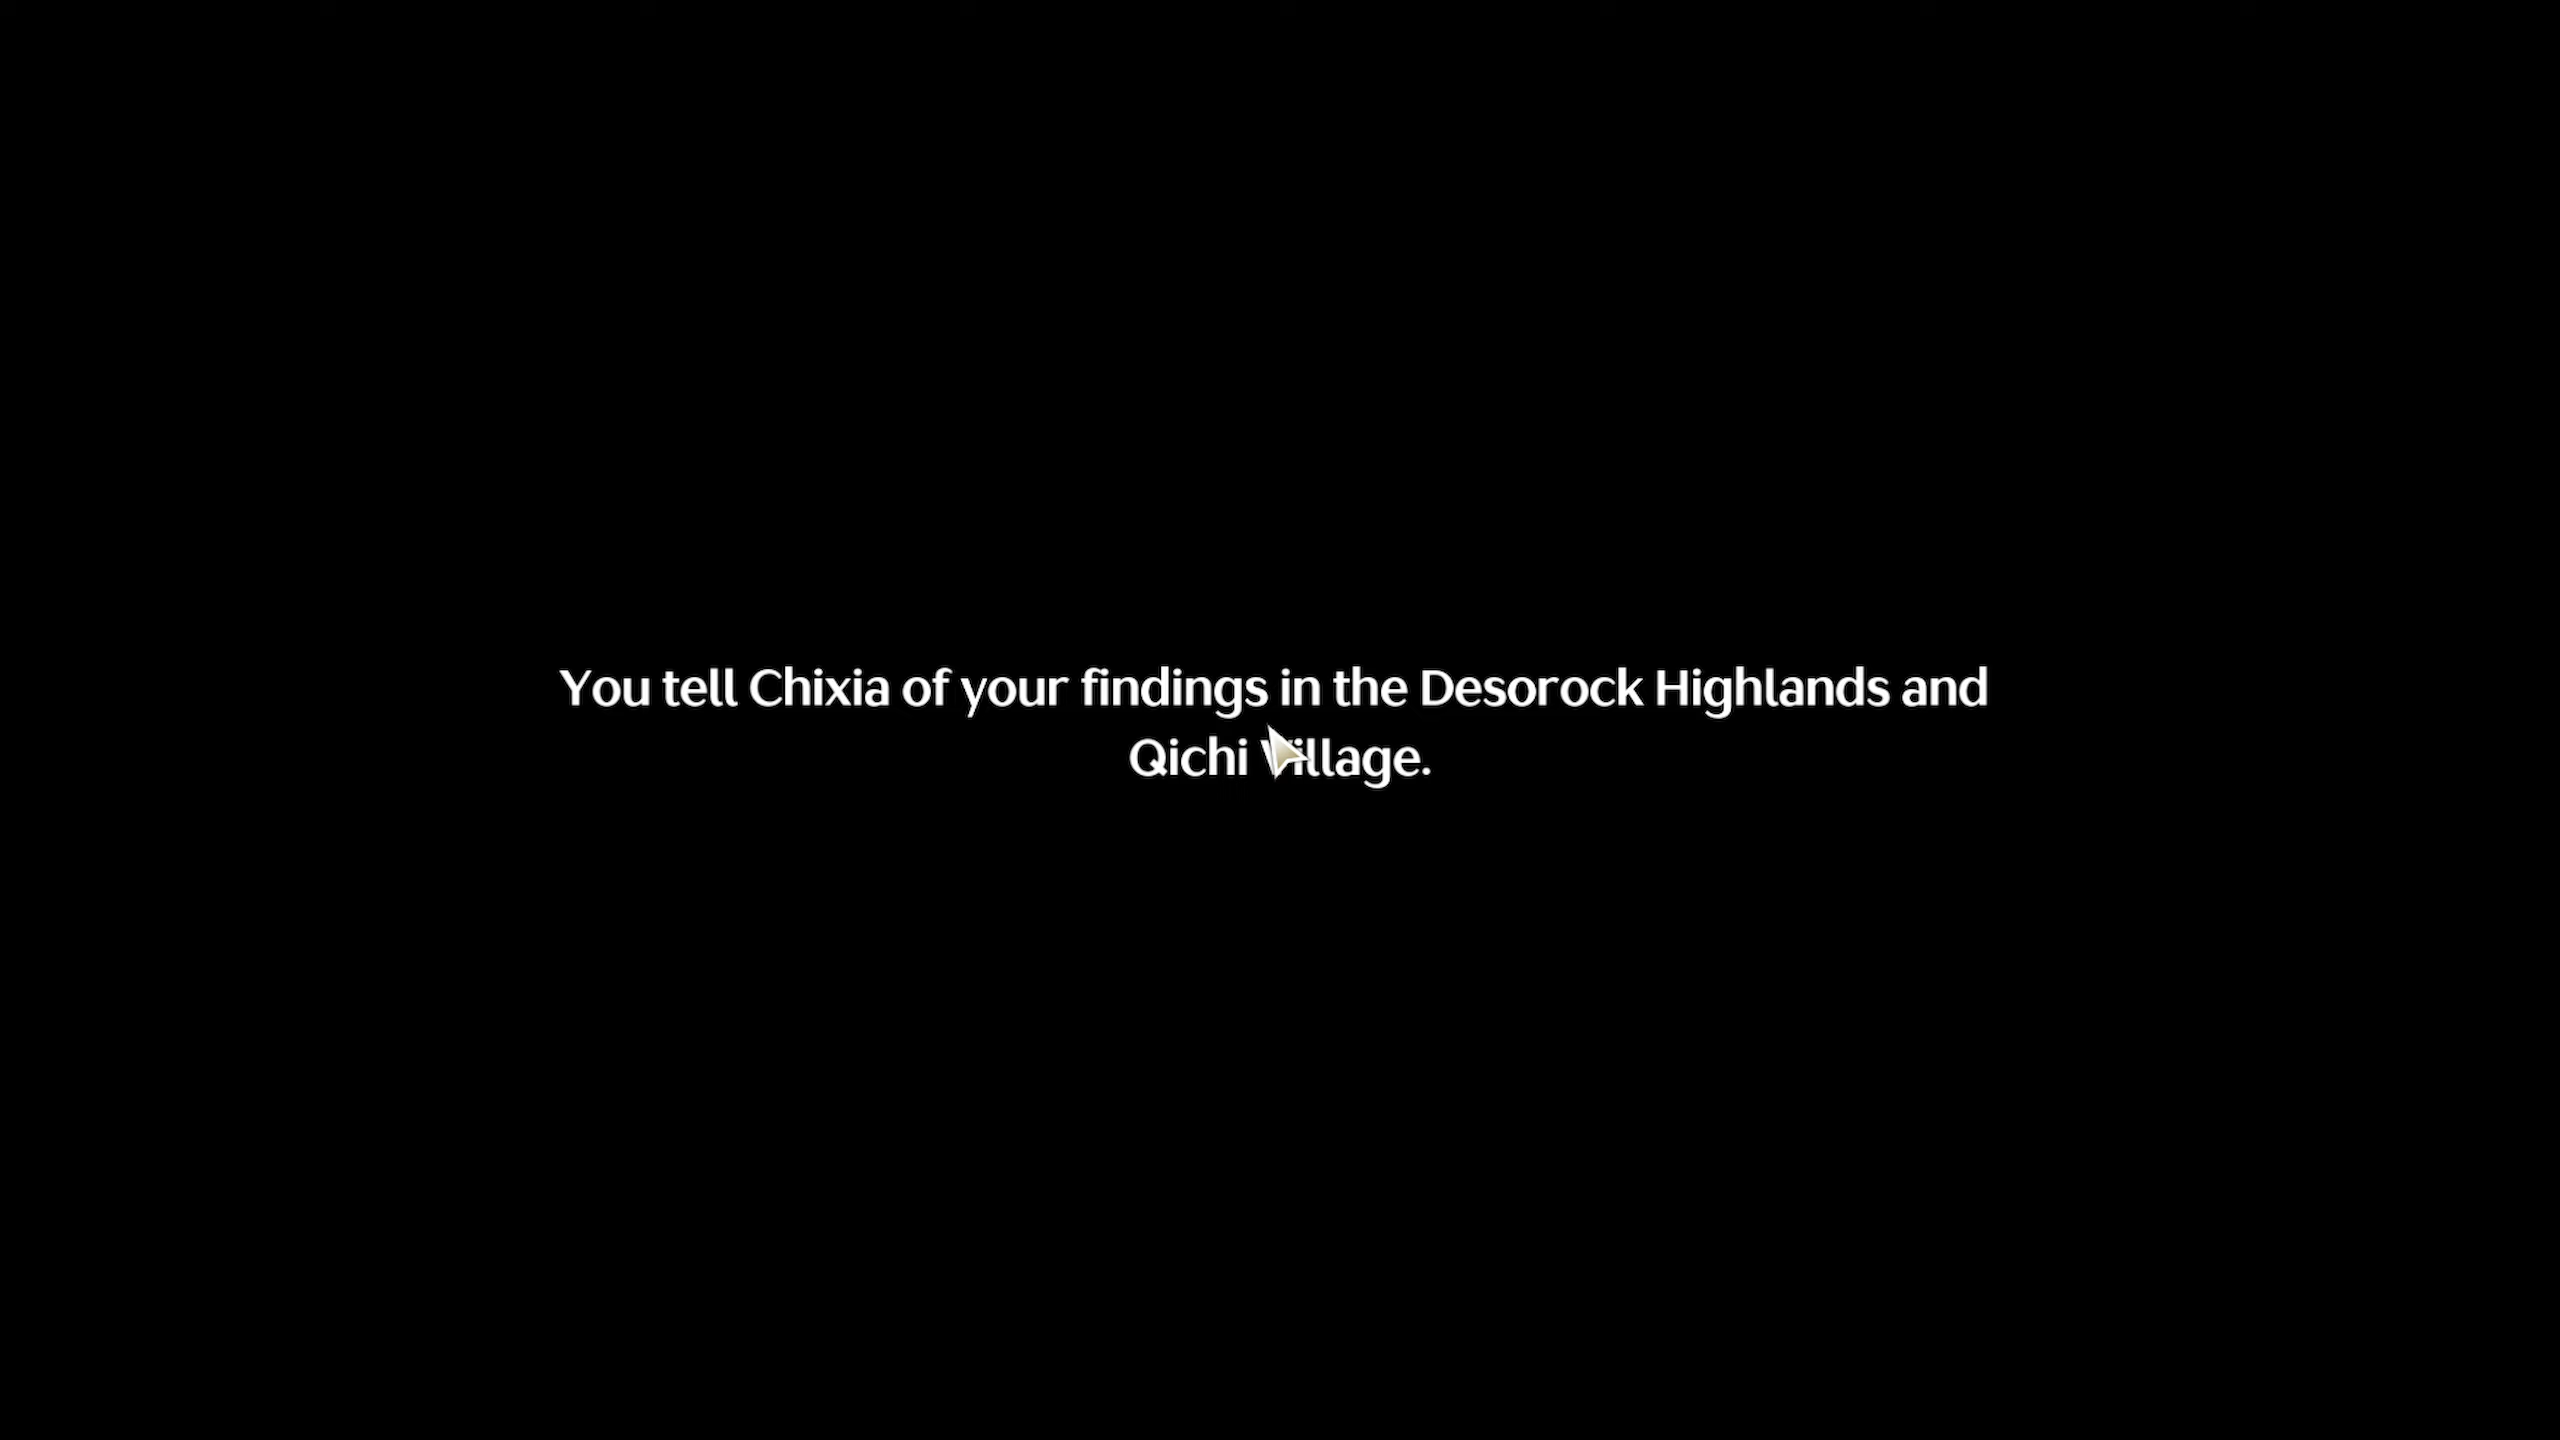 You tell Chixia of your findings in the Desorock Highlands and
Qichi Village.